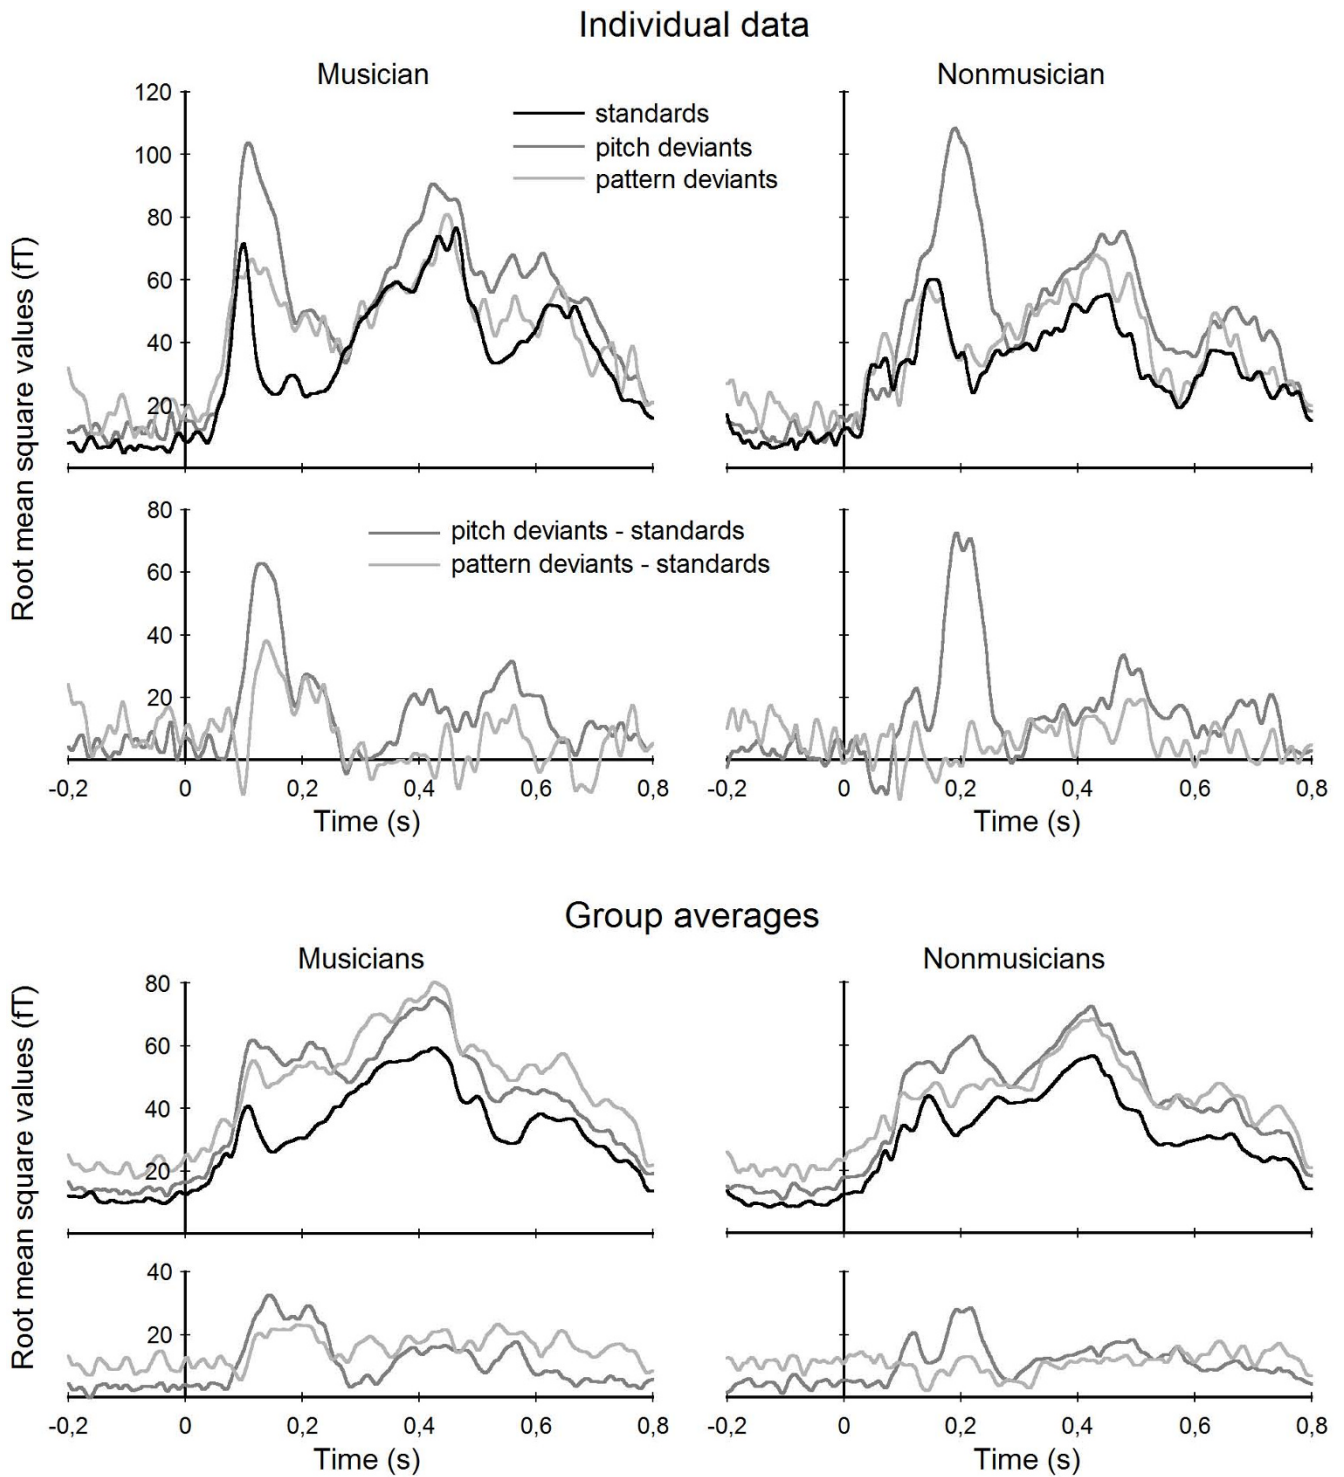 Individual data
Musician
Nonmusician
Root mean square values (fT)
120
100
80
60
40
20
standards
pitch deviants
pattern deviants
80
60
40
20
pitch deviants - standards
pattern deviants - standards
-0,2 0 0,2 0,4 0,6 0,8
-0,2 0 0,2 0,4 0,6 0,8
Time (s)
Time (s)
Group averages
Musicians
Nonmusicians
Root mean square values (fT)
80
60
40
20
40
20
-0,2 0 0,2 0,4 0,6 0,8
-0,2 0 0,2 0,4 0,6 0,8
Time (s)
Time (s)